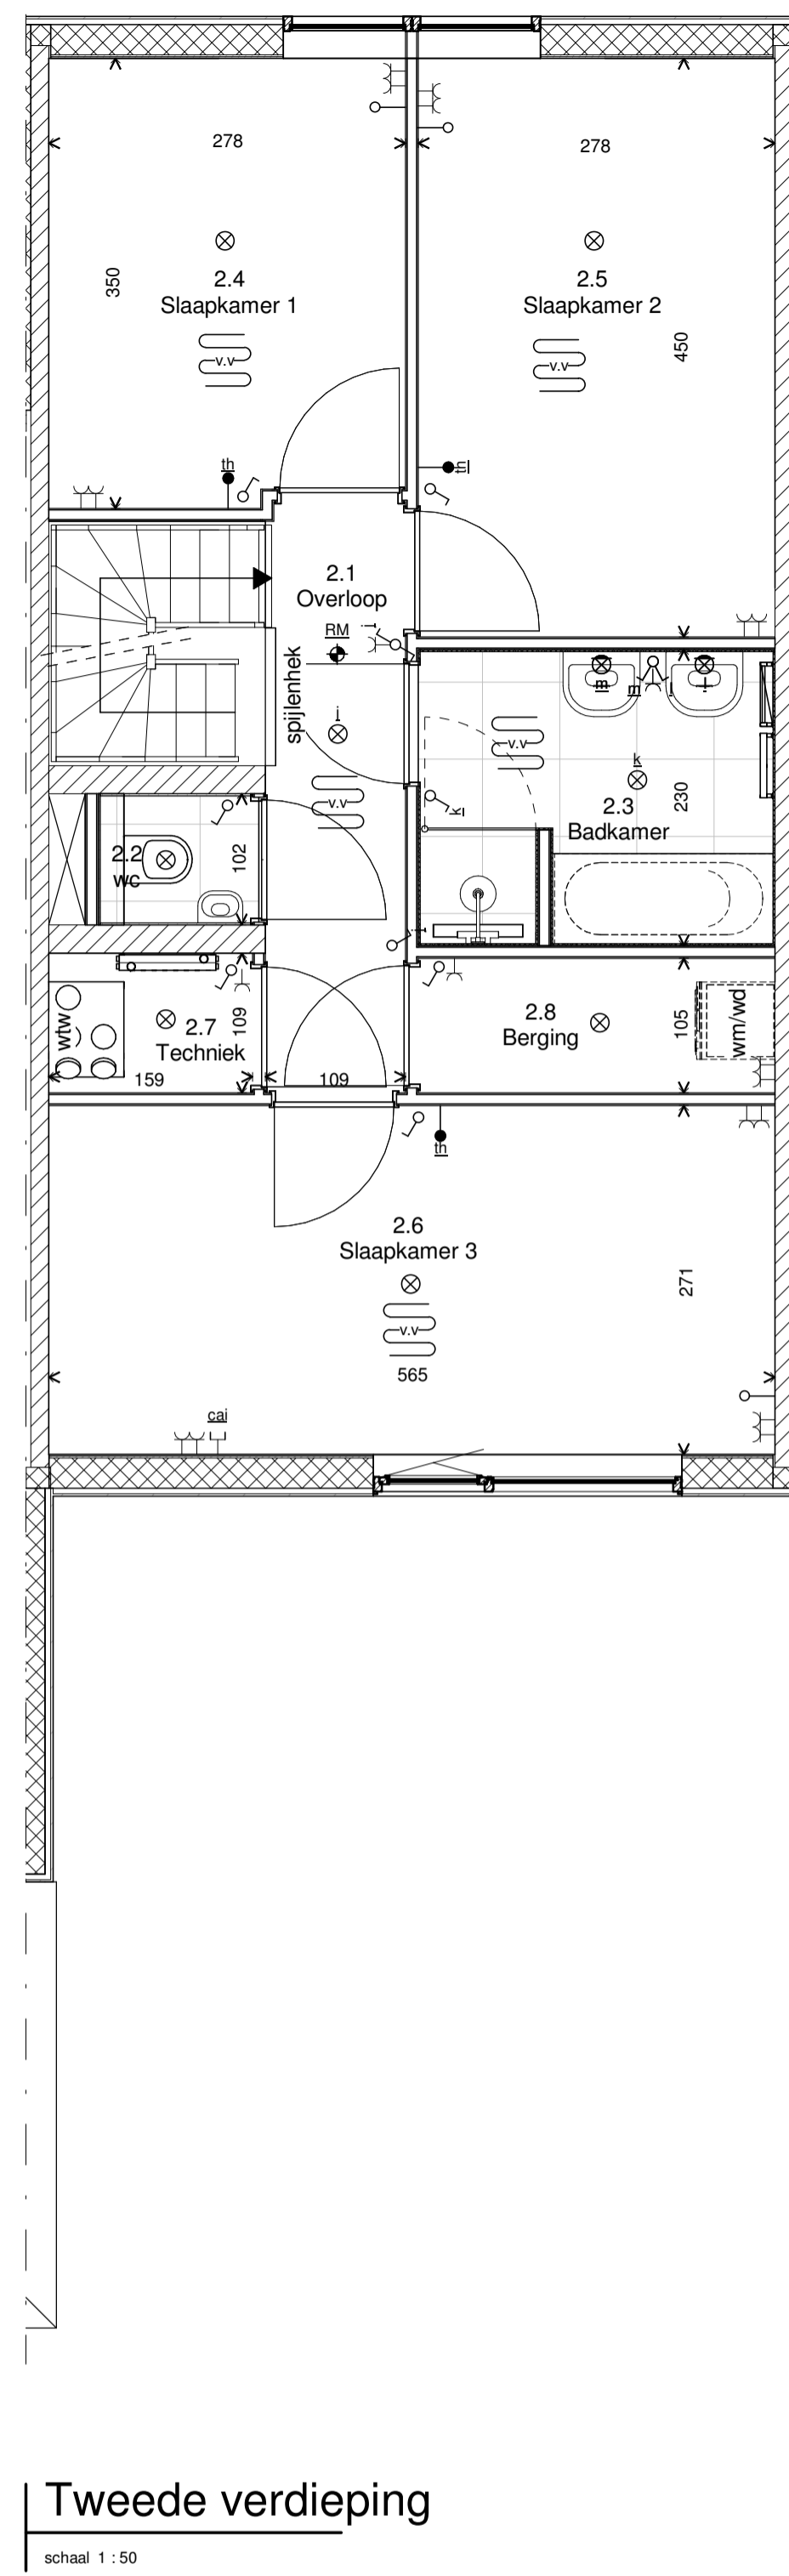 278
278
350
2.4
Slaapkamer 1
v.v
2.5
Slaapkamer 2
v.v
450
th
th
2.1
Overloop
RM
j
spijlenhek
j
v.v
m
m
l
l
v.v
k
k
2.3
Badkamer
230
2.2
wc
102
j
wtw
2.7
Techniek
109
159
109
2.8
Berging
105
wm/wd
th
2.6
Slaapkamer 3
v.v
271
565
cai
Tweede verdieping
schaal 1 : 50